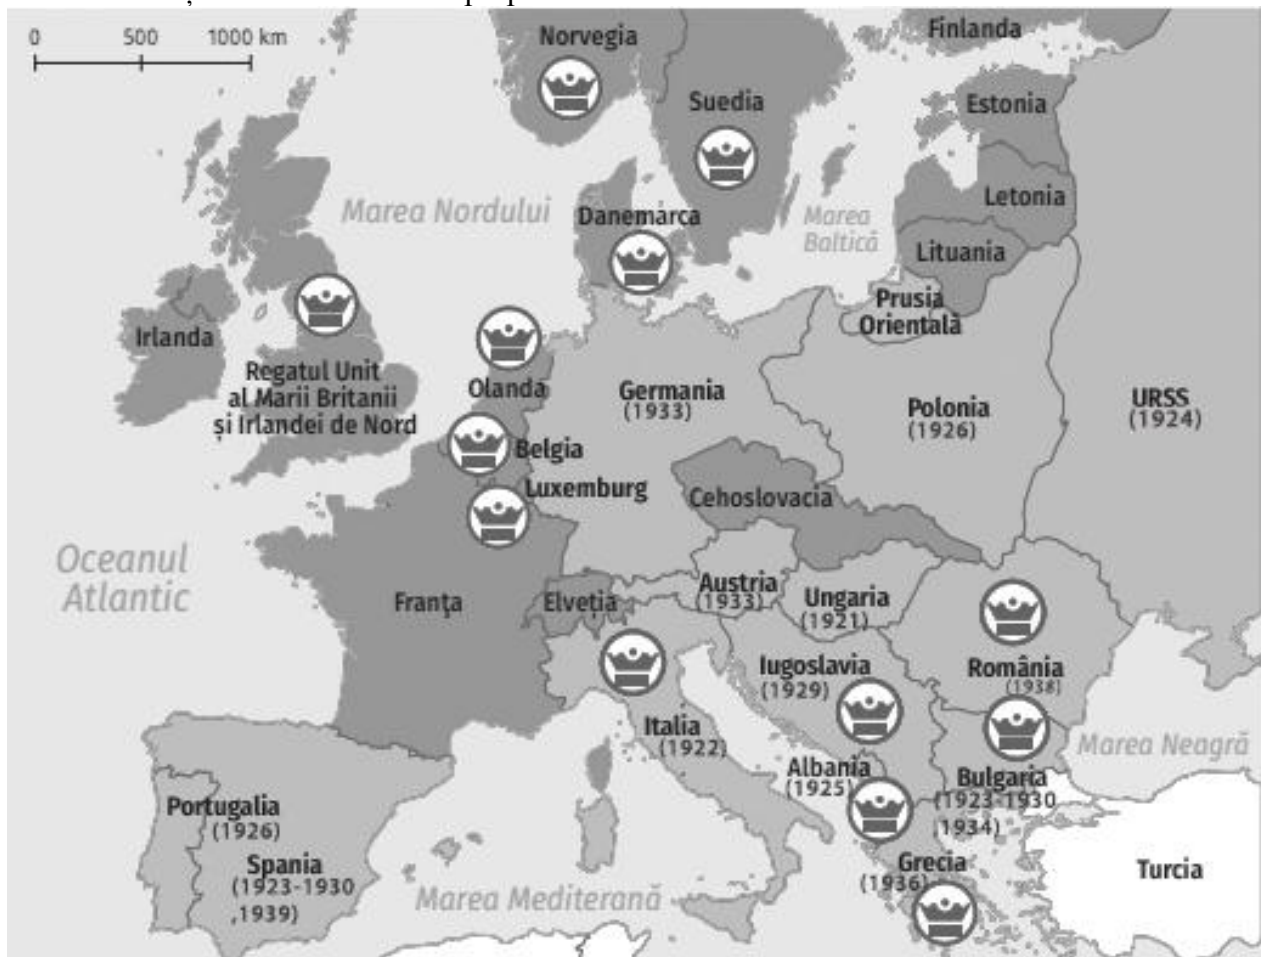 0 500 1000 km
Norvegia
Finlanda
Suedia
Estonia
Letonia
Marea Nordului
Danemarca
Marea
Baltică
Lituania
Prusia
Orientală
Irlanda
Regatul Unit
al Marii Britanii
și Irlandei de Nord
Olanda
Germania
(1933)
Polonia
(1926)
URSS
(1924)
Belgia
Luxemburg
Cehoslovacia
Oceanul
Atlantic
Franţa
Elveția
Austria
(1933)
Ungaria
(1921)
România
(1938)
Iugoslavia
(1929)
Italia
(1922)
Marea Neagră
Albania
(1925)
Bulgaria
(1923-1930
,1934)
Portugalia
(1926)
Spania
(1923-1930
,1939)
Grecia
(1936)
Marea Mediterană
Turcia